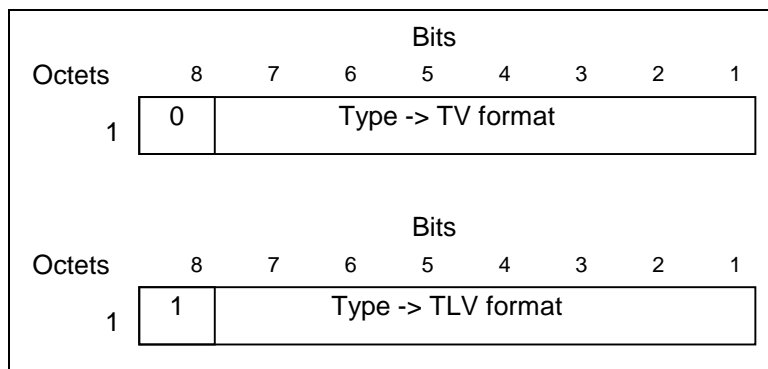 Bits
Octets 8 7 6 5 4 3 2 1
1 0 Type -> TV format
Bits
Octets 8 7 6 5 4 3 2 1
1 1 Type -> TLV format